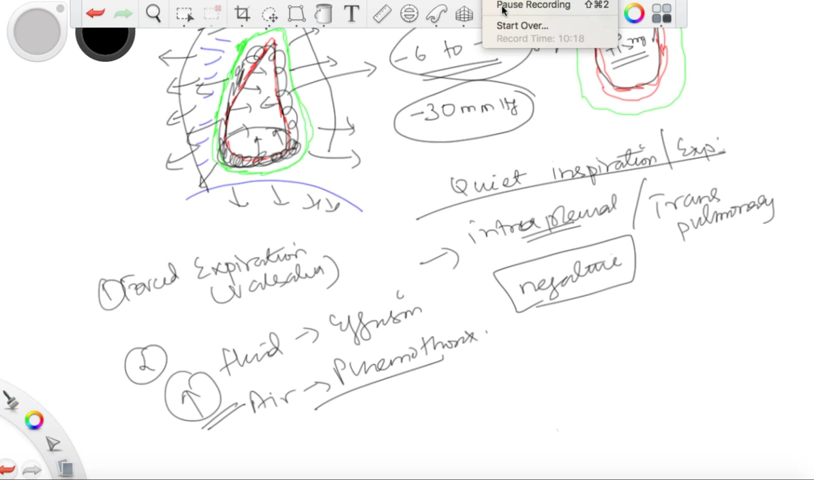 Pause Recording ⇧⌘2
Start Over...
Record Time: 10:18
T
-6 to
-30 mm Hg
Quiet inspiration / Exp:
→ intrapleural / Trans
pulmonary
negative
① Forced Expiration
(Valsalva)
② fluid → Effusion
↑ Air →